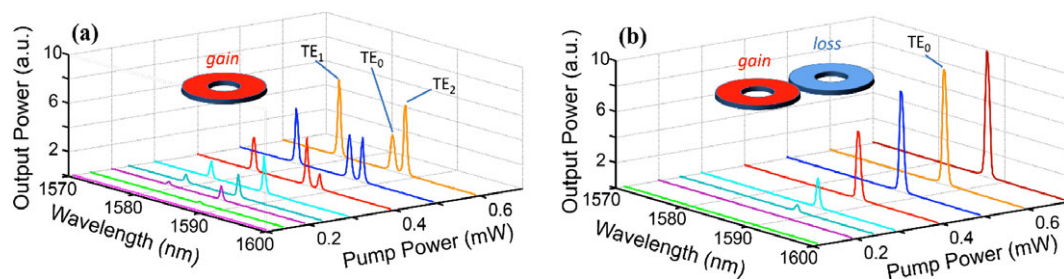 (a)
gain
TE1
TE0
TE2
Output Power (a.u.)
10
8
6
2
1570
1580
1590
1600
Wavelength (nm)
0.2
0.4
0.6
Pump Power (mW)
(b)
gain
loss
TE0
Output Power (a.u.)
10
8
6
2
1570
1580
1590
1600
Wavelength (nm)
0.2
0.4
0.6
Pump Power (mW)